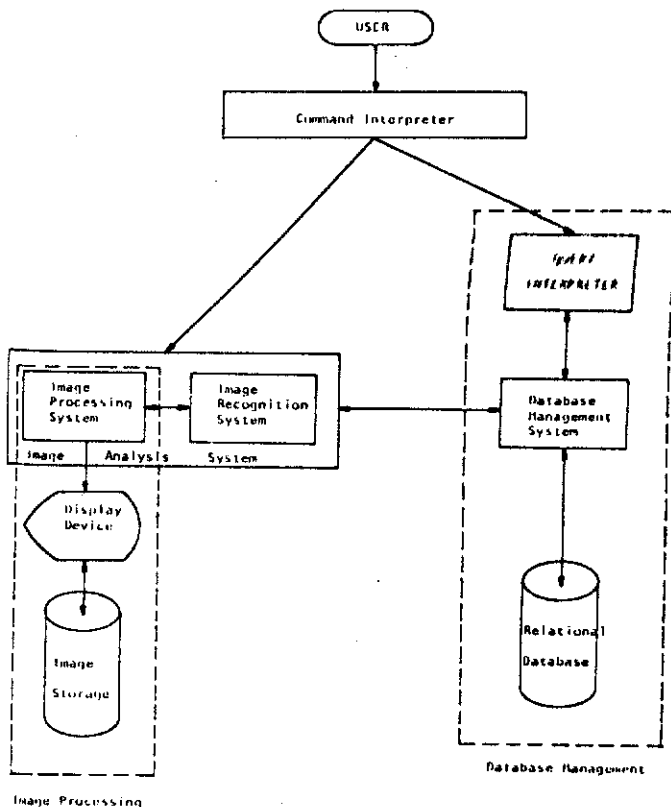 USER
Command Interpreter
INTERPRETER
Image
Processing
System
Image
Recognition
System
Database
Management
System
Image Analysis System
Display
Device
Relational
Database
Image
Storage
Database Management
Image Processing